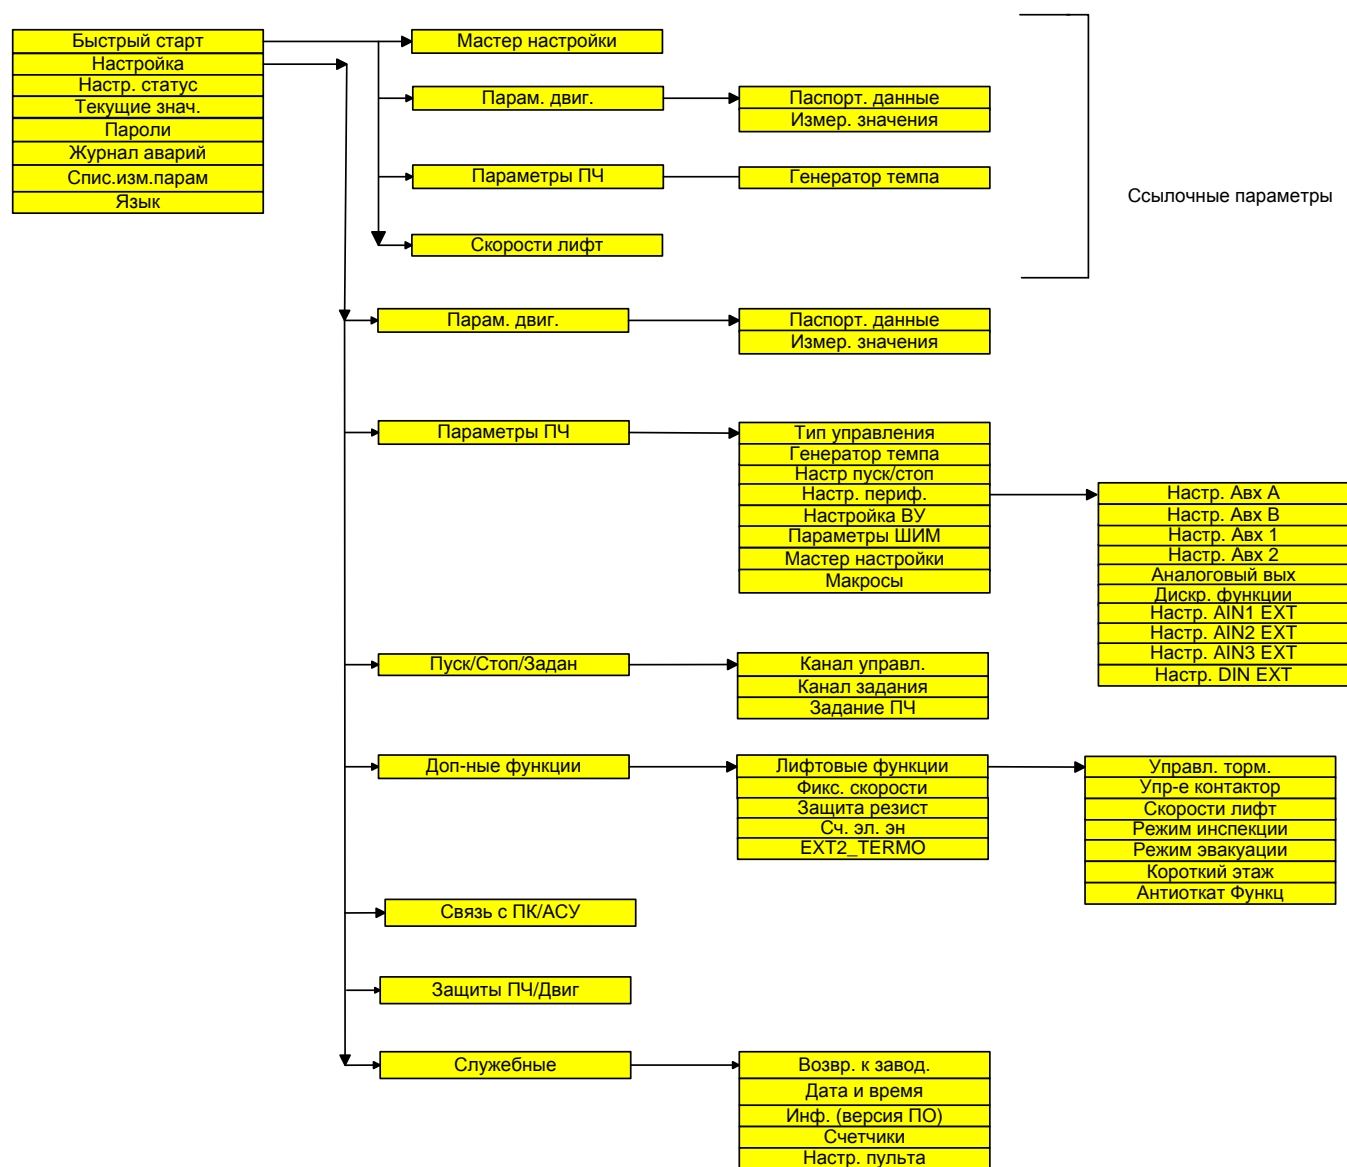 Быстрый старт
Настройка
Настр. статус
Текущие знач.
Пароли
Журнал аварий
Спис.изм.парам
Язык
Мастер настройки
Парам. двиг.
Паспорт. данные
Измер. значения
Параметры ПЧ
Генератор темпа
Скорости лифт
Ссылочные параметры
Парам. двиг.
Паспорт. данные
Измер. значения
Параметры ПЧ
Тип управления
Генератор темпа
Настр пуск/стоп
Настр. периф.
Настройка ВУ
Параметры ШИМ
Мастер настройки
Макросы
Настр. Авх А
Настр. Авх В
Настр. Авх 1
Настр. Авх 2
Аналоговый вых
Дискр. функции
Настр. AIN1 EXT
Настр. AIN2 EXT
Настр. AIN3 EXT
Настр. DIN EXT
Пуск/Стоп/Задан
Канал управл.
Канал задания
Задание ПЧ
Доп-ные функции
Лифтовые функции
Фикс. скорости
Защита резист
Сч. эл. эн
EXT2_TERMO
Управл. торм.
Упр-е контактор
Скорости лифт
Режим инспекции
Режим эвакуации
Короткий этаж
Антиоткат Функц
Связь с ПК/АСУ
Защиты ПЧ/Двиг
Служебные
Возвр. к завод.
Дата и время
Инф. (версия ПО)
Счетчики
Настр. пульта